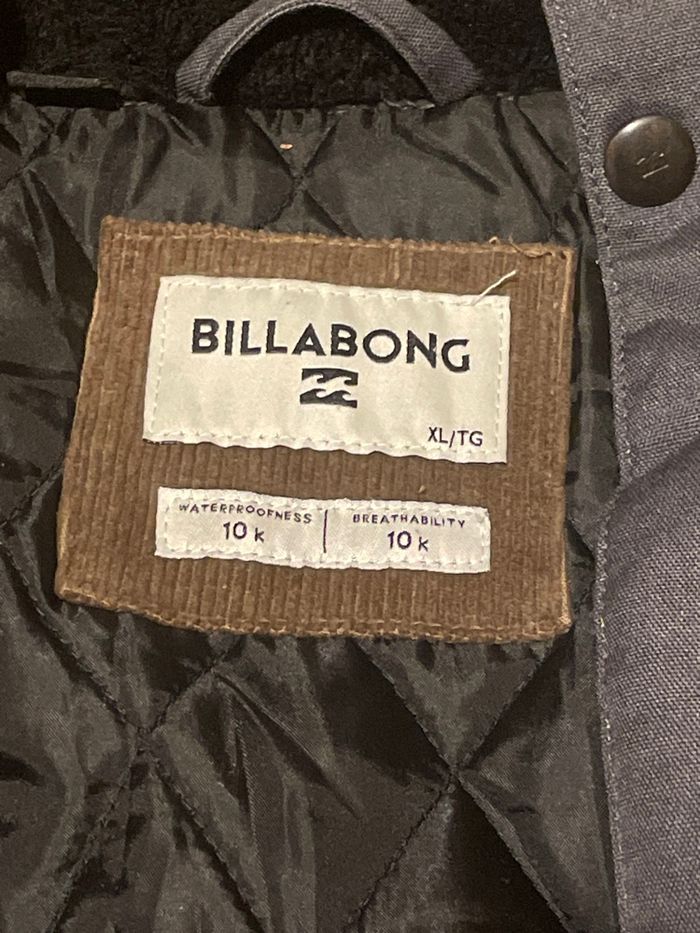 BILLABONG
XL/TG
WATERPROOFNESS BREATHABILITY
10 K 10 K